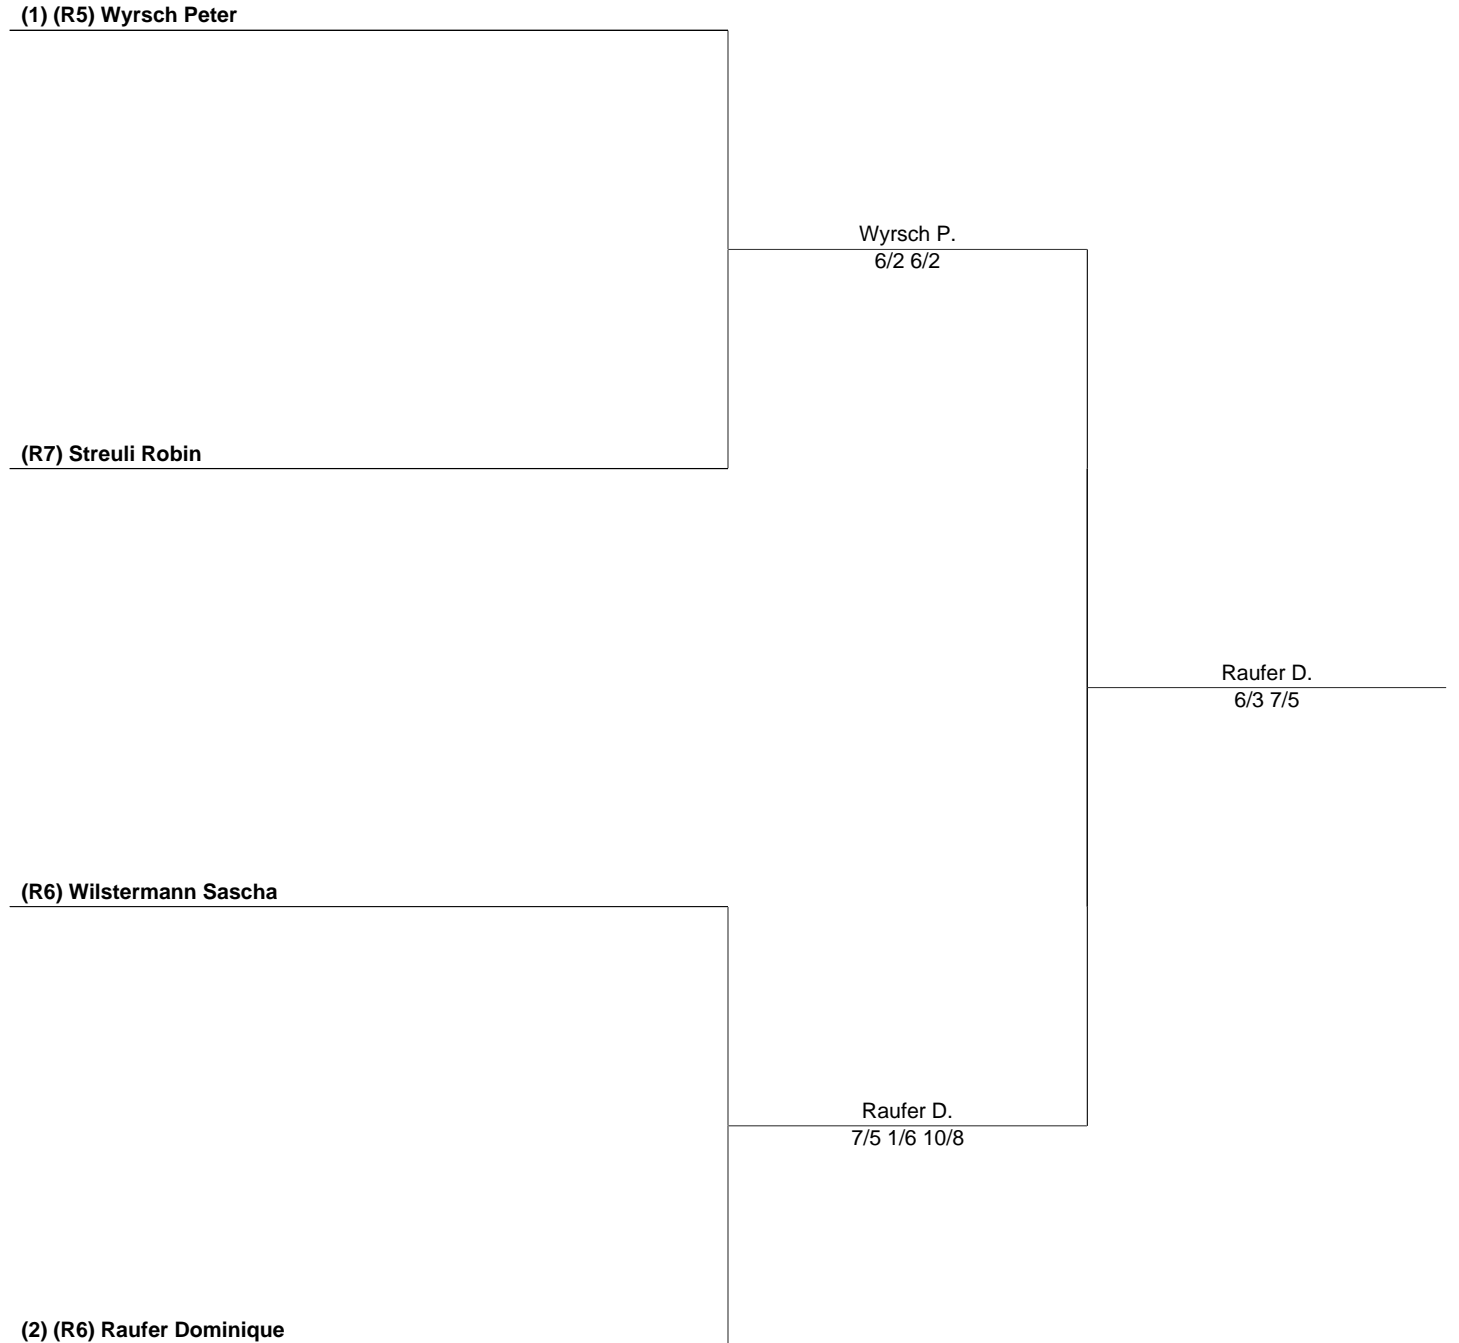 (1) (R5) Wyrsch Peter
Wyrsch P.
6/2 6/2
(R7) Streuli Robin
Raufer D.
6/3 7/5
(R6) Wilstermann Sascha
Raufer D.
7/5 1/6 10/8
(2) (R6) Raufer Dominique